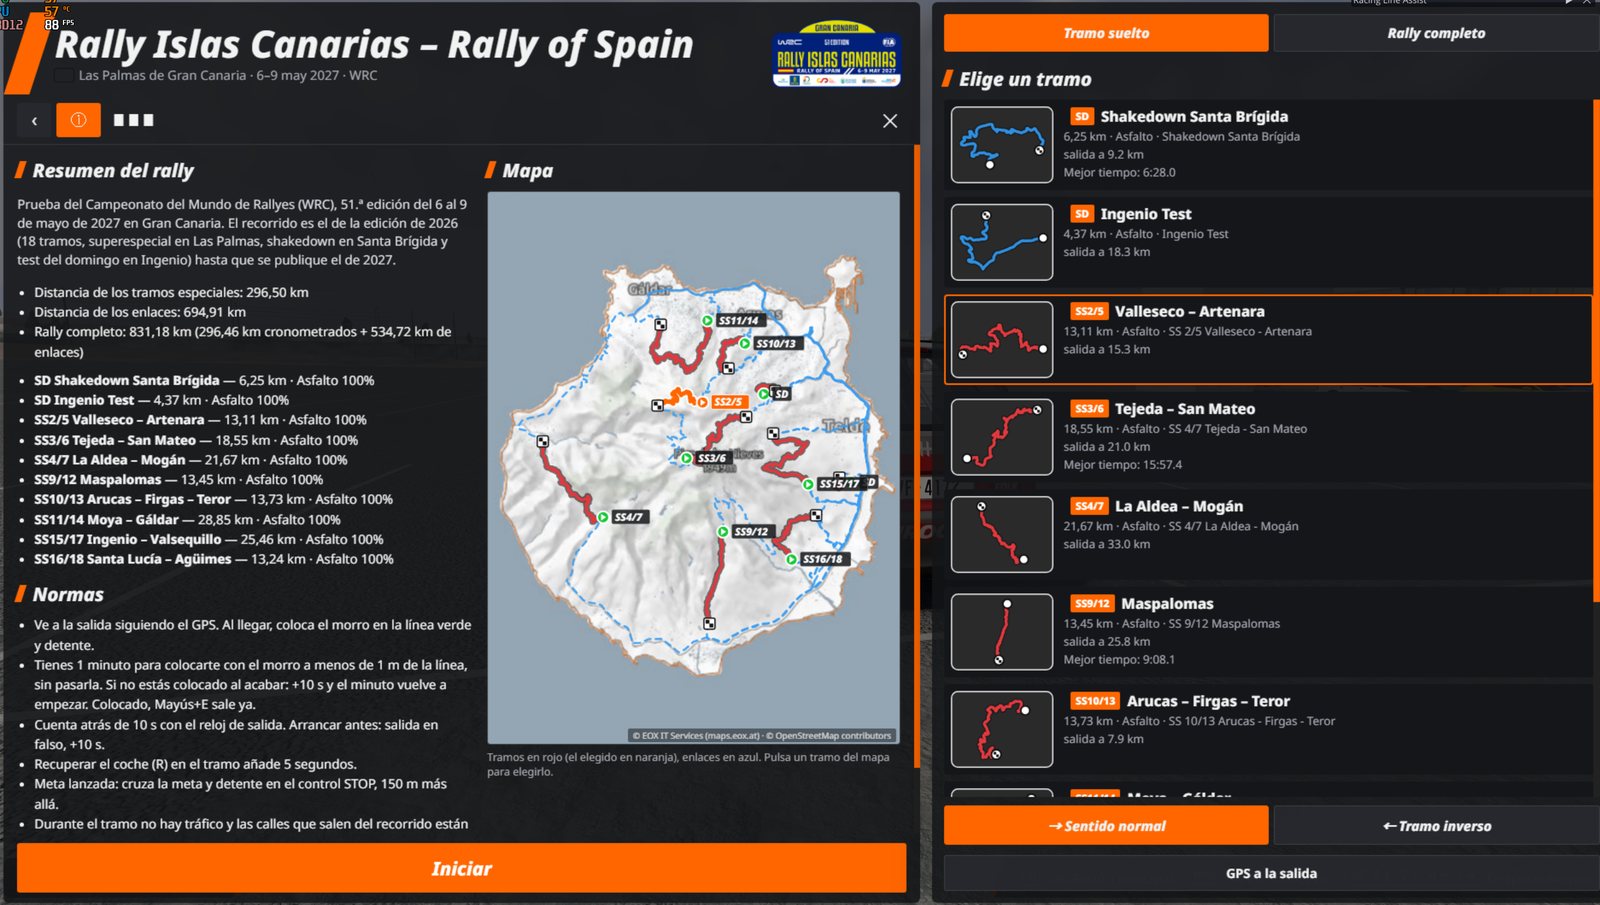 57 °C
D12 88 FPS
Rally Islas Canarias – Rally of Spain
Las Palmas de Gran Canaria · 6–9 may 2027 · WRC
GRAN CANARIA
WRC 51 EDITION FIA
RALLY ISLAS CANARIAS
RALLY OF SPAIN 6-9 MAY 2027
Resumen del rally
Prueba del Campeonato del Mundo de Rallyes (WRC), 51.ª edición del 6 al 9
de mayo de 2027 en Gran Canaria. El recorrido es el de la edición de 2026
(18 tramos, superespecial en Las Palmas, shakedown en Santa Brígida y
test del domingo en Ingenio) hasta que se publique el de 2027.
• Distancia de los tramos especiales: 296,50 km
• Distancia de los enlaces: 694,91 km
• Rally completo: 831,18 km (296,46 km cronometrados + 534,72 km de
enlaces)
• SD Shakedown Santa Brígida — 6,25 km · Asfalto 100%
• SD Ingenio Test — 4,37 km · Asfalto 100%
• SS2/5 Valleseco – Artenara — 13,11 km · Asfalto 100%
• SS3/6 Tejeda – San Mateo — 18,55 km · Asfalto 100%
• SS4/7 La Aldea – Mogán — 21,67 km · Asfalto 100%
• SS9/12 Maspalomas — 13,45 km · Asfalto 100%
• SS10/13 Arucas – Firgas – Teror — 13,73 km · Asfalto 100%
• SS11/14 Moya – Gáldar — 28,85 km · Asfalto 100%
• SS15/17 Ingenio – Valsequillo — 25,46 km · Asfalto 100%
• SS16/18 Santa Lucía – Agüimes — 13,24 km · Asfalto 100%
Normas
• Ve a la salida siguiendo el GPS. Al llegar, coloca el morro en la línea verde
y detente.
• Tienes 1 minuto para colocarte con el morro a menos de 1 m de la línea,
sin pasarla. Si no estás colocado al acabar: +10 s y el minuto vuelve a
empezar. Colocado, Mayús+E sale ya.
• Cuenta atrás de 10 s con el reloj de salida. Arrancar antes: salida en
falso, +10 s.
• Recuperar el coche (R) en el tramo añade 5 segundos.
• Meta lanzada: cruza la meta y detente en el control STOP, 150 m más
allá.
• Durante el tramo no hay tráfico y las calles que salen del recorrido están
Mapa
Gáldar
SS11/14
SS10/13
SS2/5
SD
Telde
SS3/6
SS15/17
SS4/7
SS9/12
SS16/18
© EOX IT Services (maps.eox.at) · © OpenStreetMap contributors
Tramos en rojo (el elegido en naranja), enlaces en azul. Pulsa un tramo del mapa
para elegirlo.
Iniciar
Racing Line Assist
Tramo suelto
Rally completo
Elige un tramo
SD Shakedown Santa Brígida
6,25 km · Asfalto · Shakedown Santa Brígida
salida a 9.2 km
Mejor tiempo: 6:28.0
SD Ingenio Test
4,37 km · Asfalto · Ingenio Test
salida a 18.3 km
SS2/5 Valleseco – Artenara
13,11 km · Asfalto · SS 2/5 Valleseco - Artenara
salida a 15.3 km
SS3/6 Tejeda – San Mateo
18,55 km · Asfalto · SS 4/7 Tejeda - San Mateo
salida a 21.0 km
Mejor tiempo: 15:57.4
SS4/7 La Aldea – Mogán
21,67 km · Asfalto · SS 4/7 La Aldea - Mogán
salida a 33.0 km
SS9/12 Maspalomas
13,45 km · Asfalto · SS 9/12 Maspalomas
salida a 25.8 km
Mejor tiempo: 9:08.1
SS10/13 Arucas – Firgas – Teror
13,73 km · Asfalto · SS 10/13 Arucas - Firgas - Teror
salida a 7.9 km
SS11/14 Moya – Gáldar
→ Sentido normal
← Tramo inverso
GPS a la salida